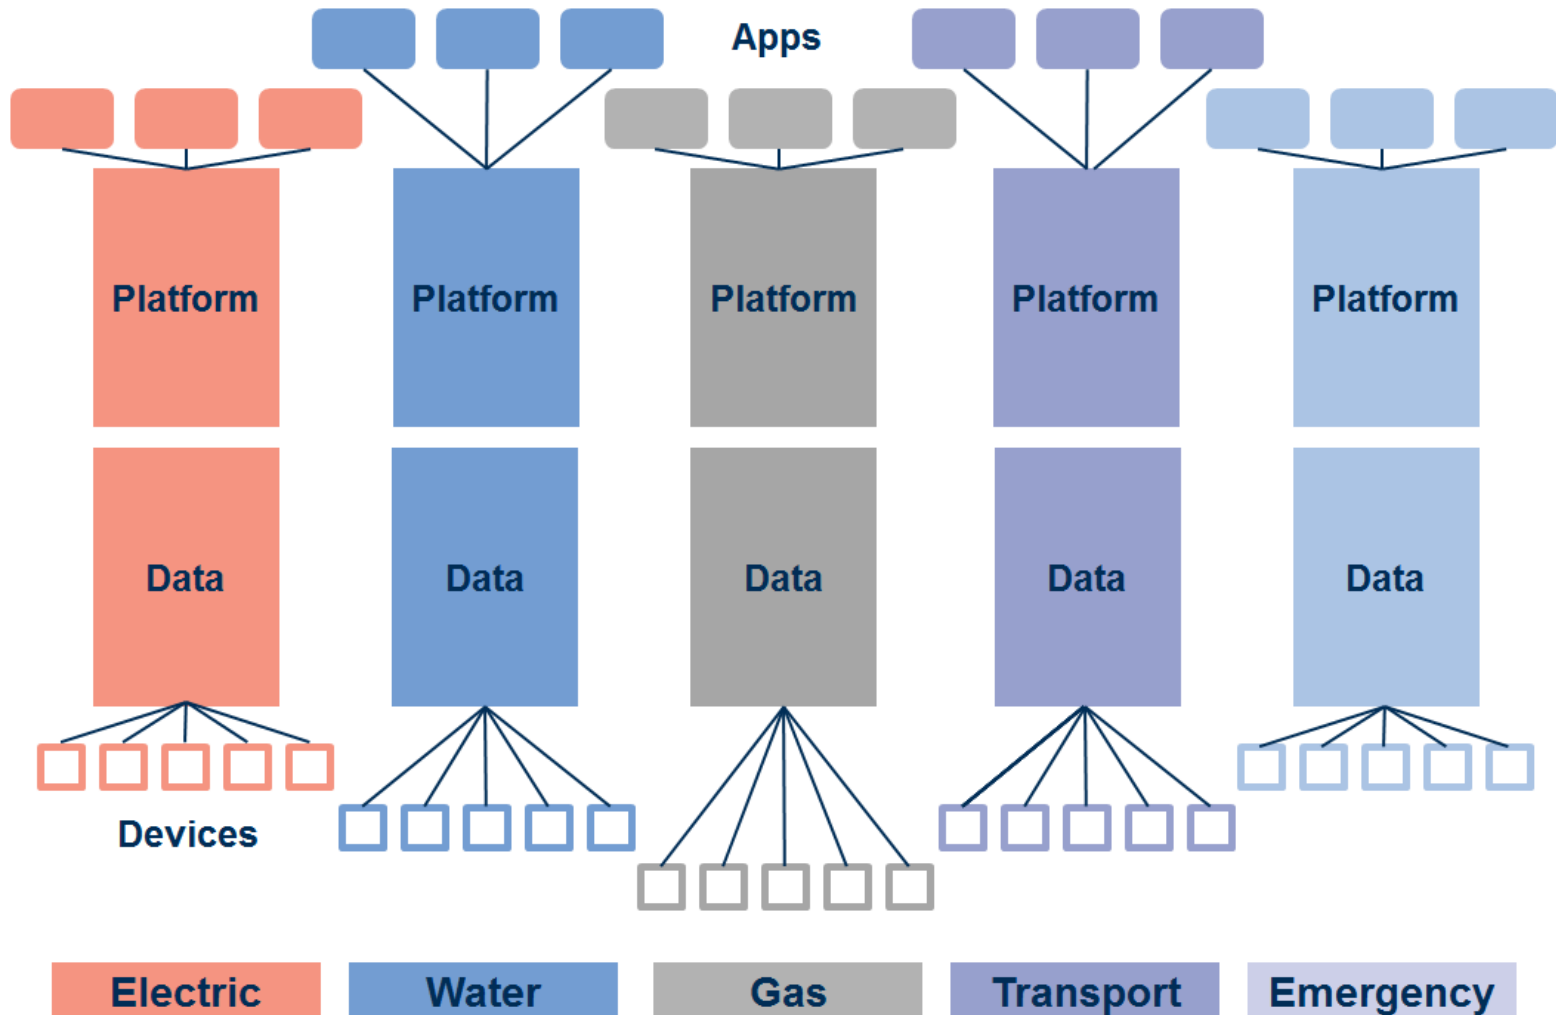 Apps
Platform Platform Platform Platform Platform
Data Data Data Data Data
Devices
Electric Water Gas Transport Emergency